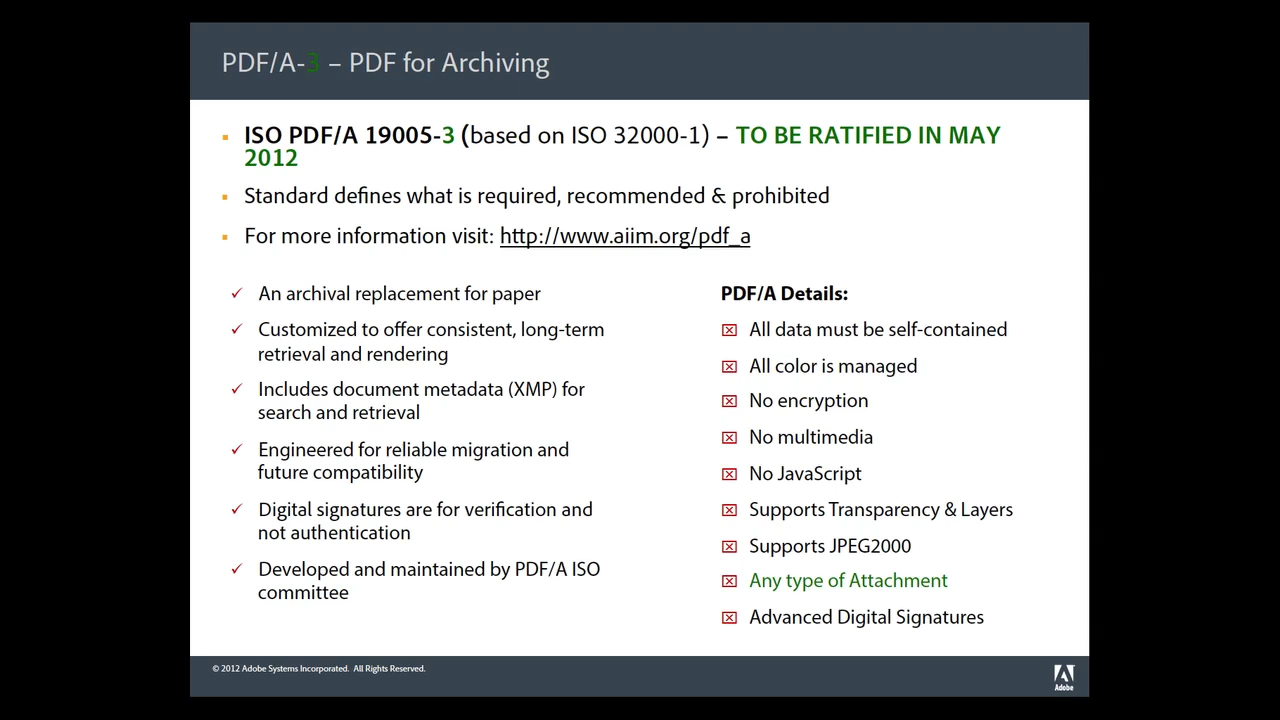 PDF/A-3 – PDF for Archiving
ISO PDF/A 19005-3 (based on ISO 32000-1) – TO BE RATIFIED IN MAY
2012
Standard defines what is required, recommended & prohibited
For more information visit: http://www.aiim.org/pdf_a
An archival replacement for paper
Customized to offer consistent, long-term
retrieval and rendering
Includes document metadata (XMP) for
search and retrieval
Engineered for reliable migration and
future compatibility
Digital signatures are for verification and
not authentication
Developed and maintained by PDF/A ISO
committee
PDF/A Details:
All data must be self-contained
All color is managed
No encryption
No multimedia
No JavaScript
Supports Transparency & Layers
Supports JPEG2000
Any type of Attachment
Advanced Digital Signatures
© 2012 Adobe Systems Incorporated. All Rights Reserved.
Adobe